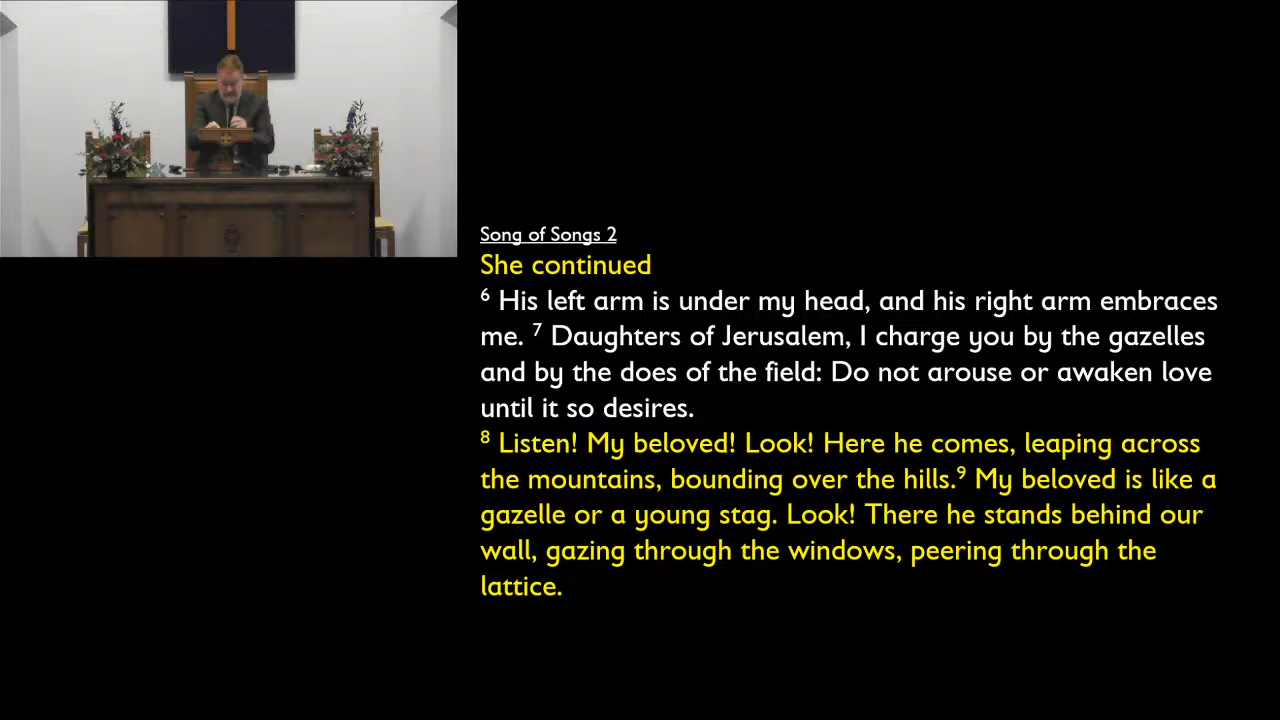 Song of Songs 2
She continued
⁶ His left arm is under my head, and his right arm embraces
me. ⁷ Daughters of Jerusalem, I charge you by the gazelles
and by the does of the field: Do not arouse or awaken love
until it so desires.
⁸ Listen! My beloved! Look! Here he comes, leaping across
the mountains, bounding over the hills.⁹ My beloved is like a
gazelle or a young stag. Look! There he stands behind our
wall, gazing through the windows, peering through the
lattice.